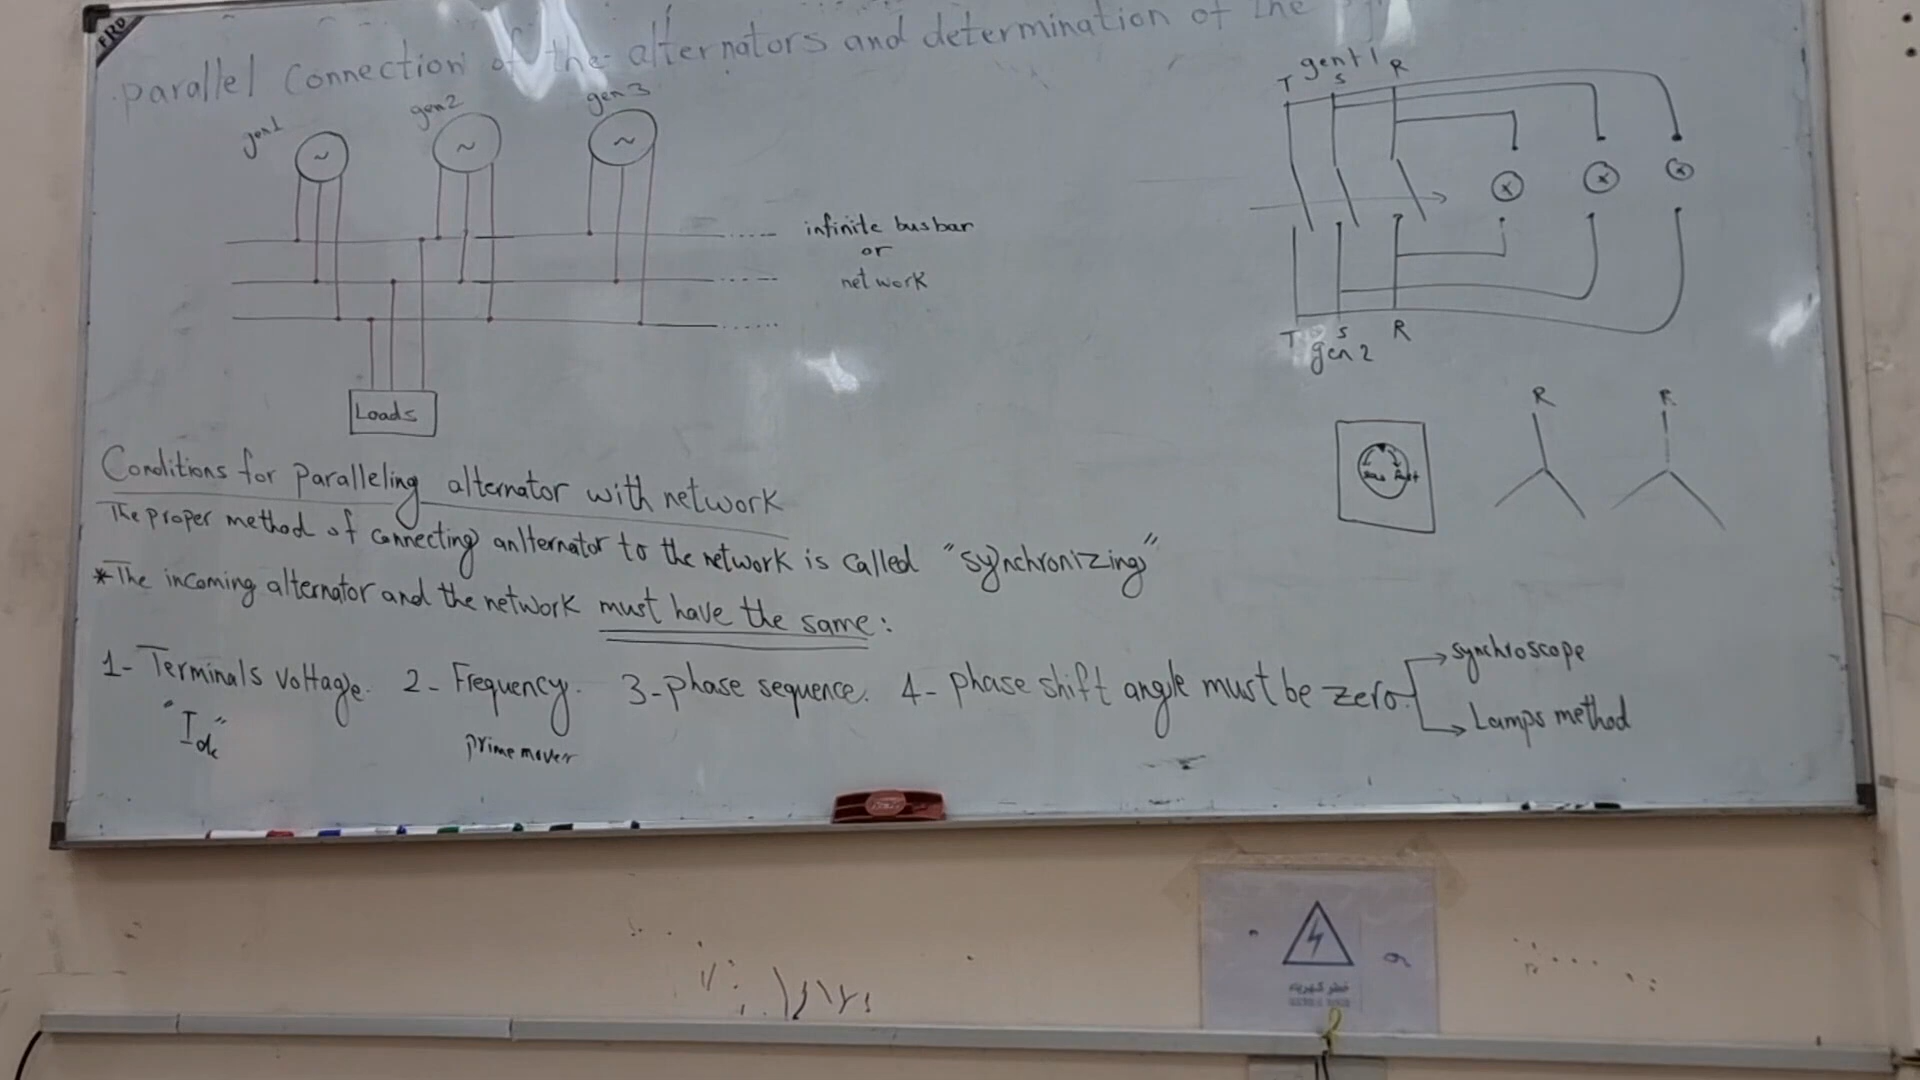 FRD
parallel connection of the alternators and determination of the
gen1
gen2
gen3
infinite busbar
or
network
Loads
gen 1
T S R
T S R
gen 2
R R
Conditions for paralleling alternator with network
The proper method of connecting anlternator to the network is called "synchronizing"
*The incoming alternator and the network must have the same:
1- Terminals voltage. 2- Frequency. 3- phase sequence. 4- phase shift angle must be zero.
synchroscope
Lamps method
"Idc"
prime mover
خطر كهرباء